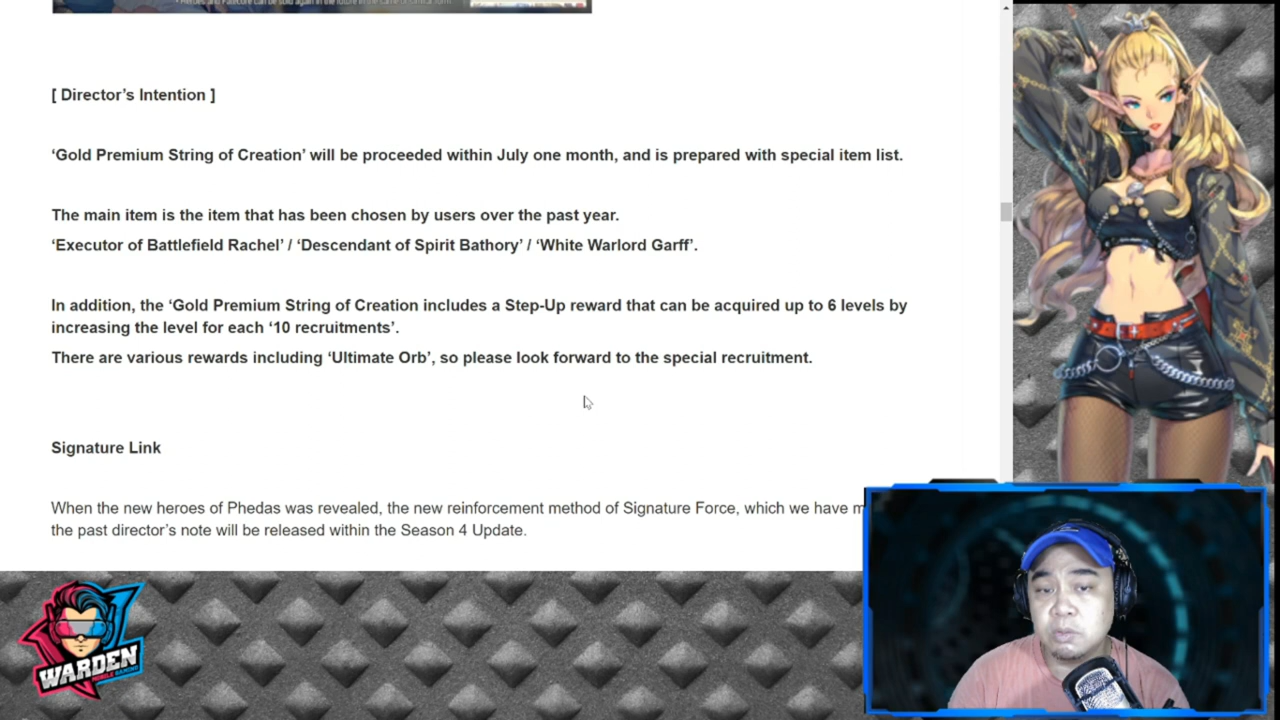 [ Director's Intention ]
‘Gold Premium String of Creation’ will be proceeded within July one month, and is prepared with special item list.
The main item is the item that has been chosen by users over the past year.
‘Executor of Battlefield Rachel’ / ‘Descendant of Spirit Bathory’ / ‘White Warlord Garff’.
In addition, the ‘Gold Premium String of Creation includes a Step-Up reward that can be acquired up to 6 levels by
increasing the level for each ‘10 recruitments’.
There are various rewards including ‘Ultimate Orb’, so please look forward to the special recruitment.
Signature Link
When the new heroes of Phedas was revealed, the new reinforcement method of Signature Force, which we have
the past director’s note will be released within the Season 4 Update.
WARDEN
MOBILE GAMING